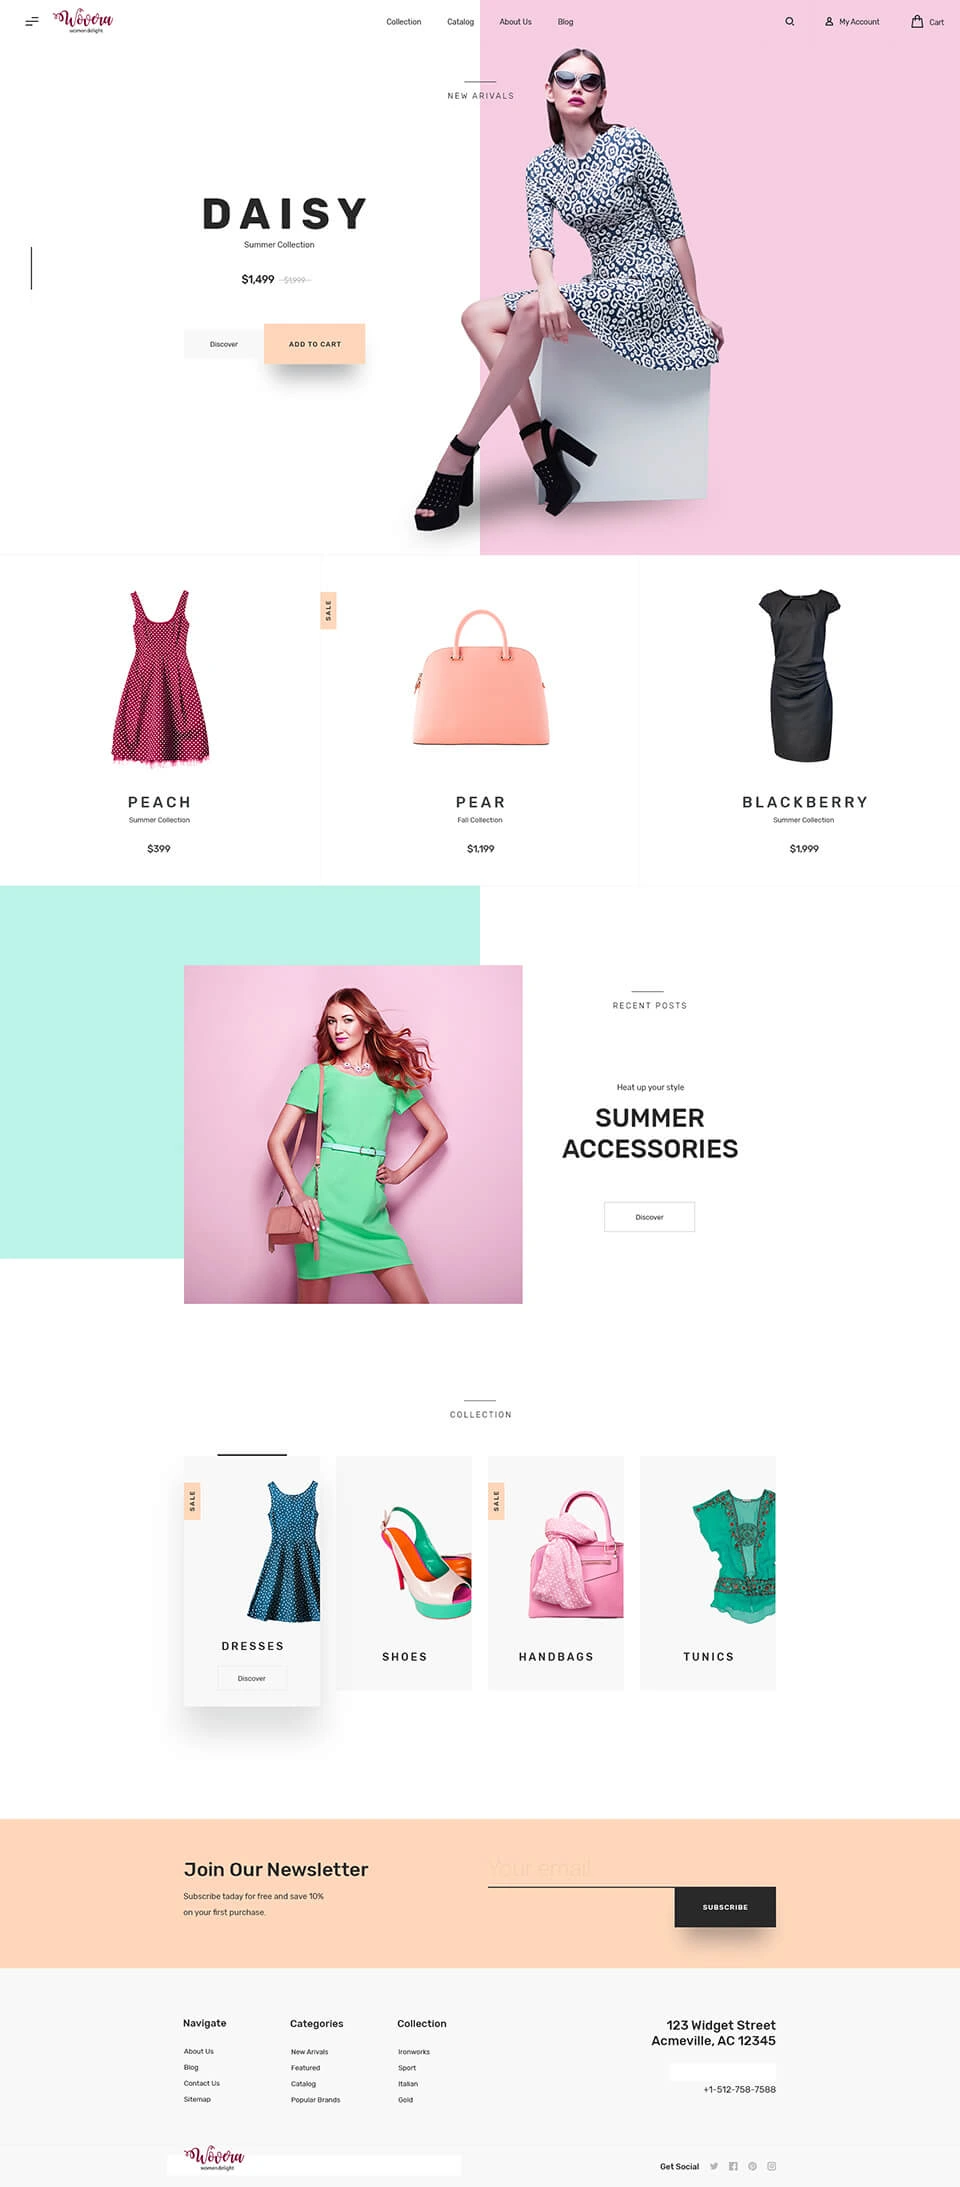 Wovera
women delight
Collection
Catalog
About Us
Blog
My Account
Cart
NEW ARIVALS
DAISY
Summer Collection
$1,499 $1,999
Discover
ADD TO CART
SALE
PEACH
Summer Collection
$399
PEAR
Fall Collection
$1,199
BLACKBERRY
Summer Collection
$1,999
RECENT POSTS
Heat up your style
SUMMER
ACCESSORIES
Discover
COLLECTION
SALE
DRESSES
Discover
SHOES
SALE
HANDBAGS
TUNICS
Join Our Newsletter
Subscribe taday for free and save 10%
on your first purchase.
Your email
SUBSCRIBE
Navigate
About Us
Blog
Contact Us
Sitemap
Categories
New Arivals
Featured
Catalog
Popular Brands
Collection
Ironworks
Sport
Italian
Gold
123 Widget Street
Acmeville, AC 12345
+1-512-758-7588
Wovera
women delight
Get Social